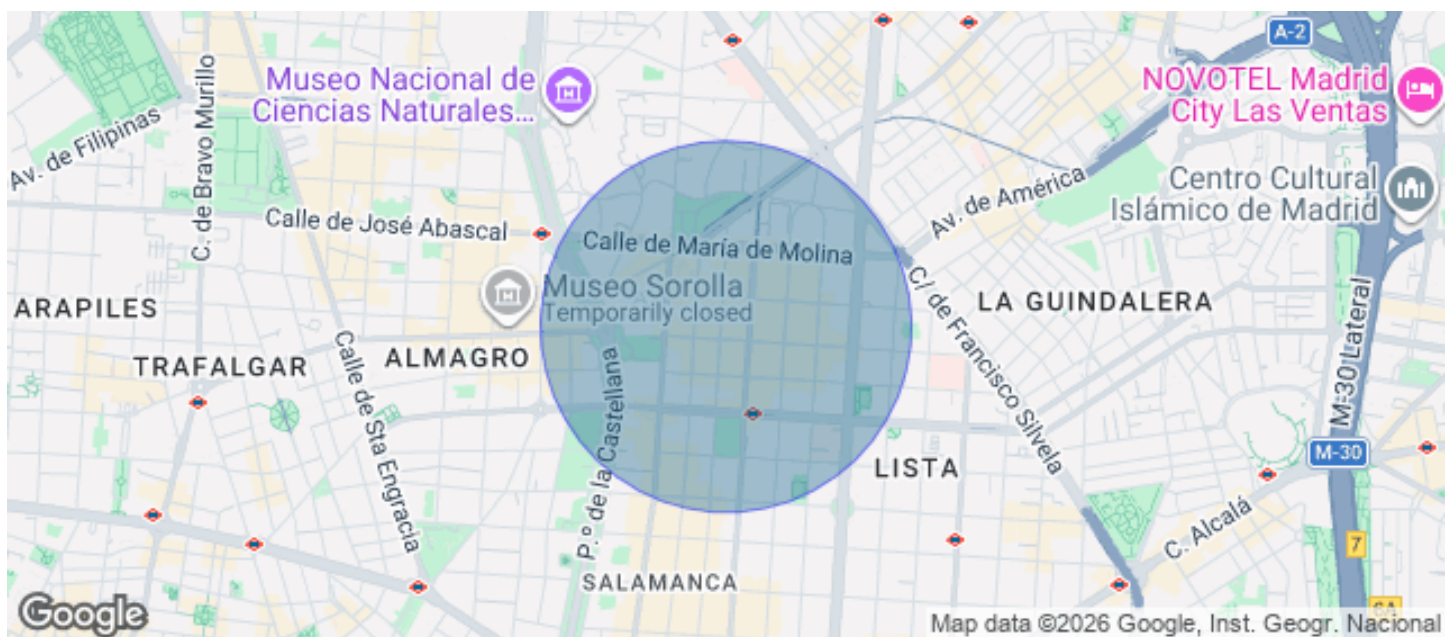 A-2
Museo Nacional de
Ciencias Naturales...
NOVOTEL Madrid
City Las Ventas
Av. de Filipinas
C. de Bravo Murillo
Centro Cultural
Islámico de Madrid
Av. de América
Calle de José Abascal
Calle de María de Molina
Museo Sorolla
Temporarily closed
ARAPILES
LA GUINDALERA
C/ de Francisco Silvela
M-30 Lateral
TRAFALGAR
ALMAGRO
Calle de Sta Engracia
P.º de la Castellana
M-30
LISTA
C. Alcalá
7
SALAMANCA
6A
Google
Map data ©2026 Google, Inst. Geogr. Nacional